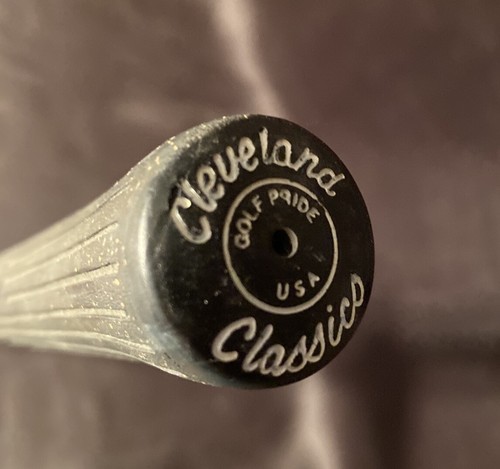 Cleveland
GOLF PRIDE
USA
Classics